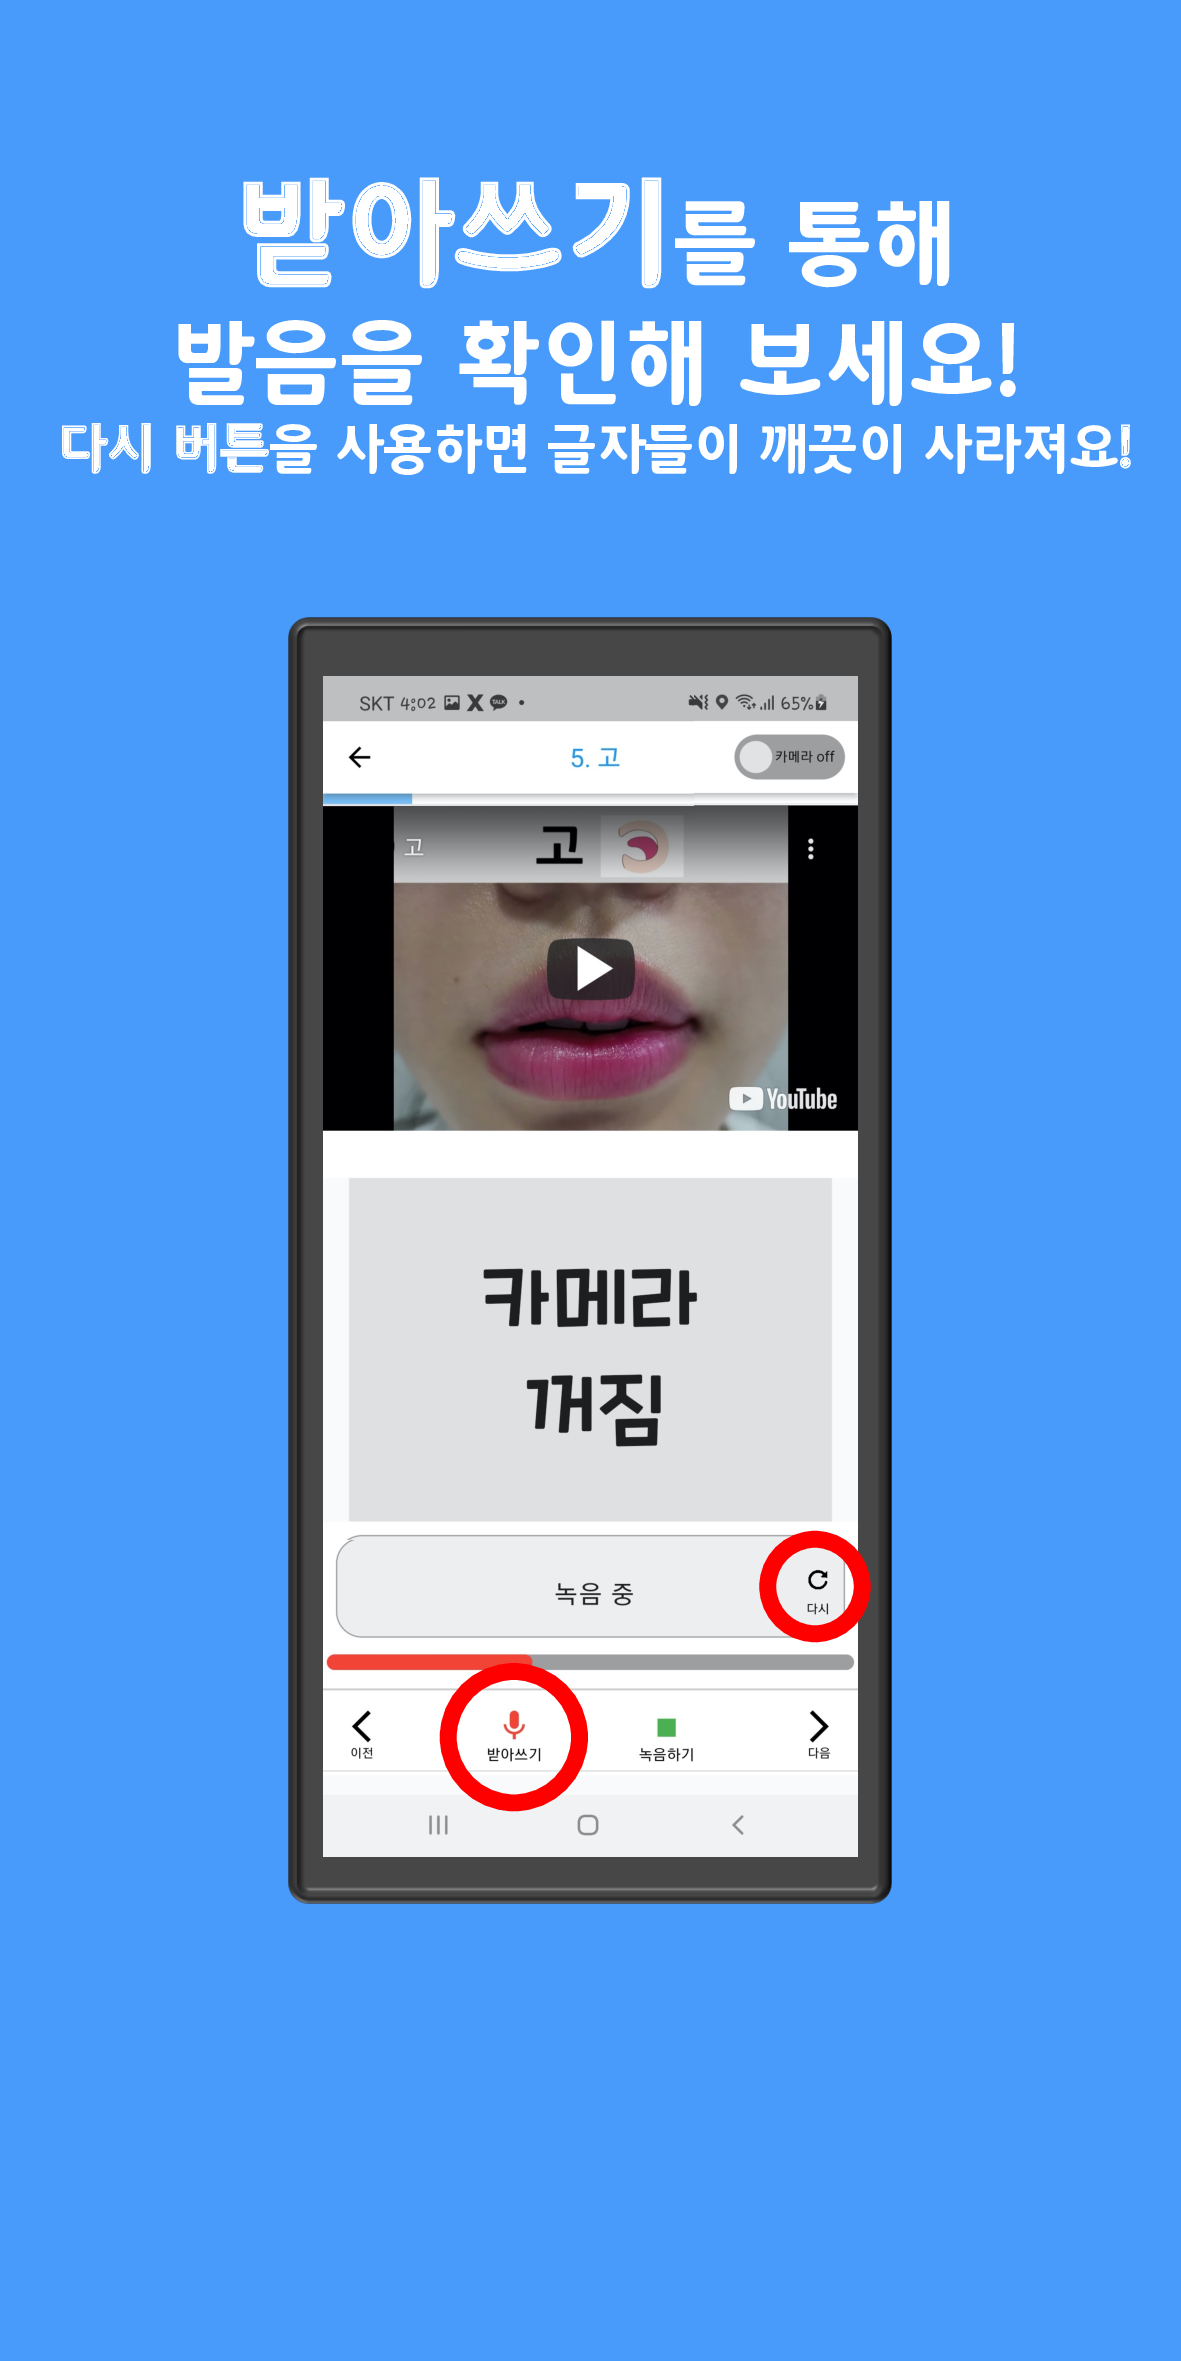 받아쓰기를 통해
발음을 확인해 보세요!
다시 버튼을 사용하면 글자들이 깨끗이 사라져요!
SKT 4:02 TALK 65%
5. 고
카메라 off
고
고
YouTube
카메라
꺼짐
녹음 중
다시
이전 받아쓰기 녹음하기 다음